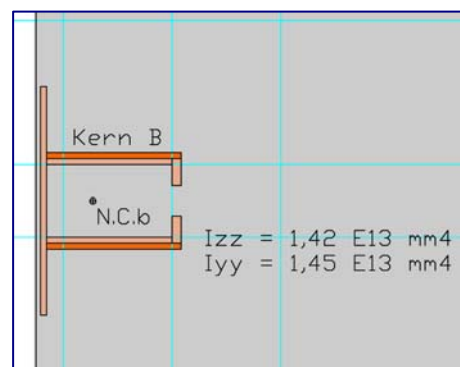 Kern B
N.C.b
Izz = 1,42 E13 mm4
Iyy = 1,45 E13 mm4